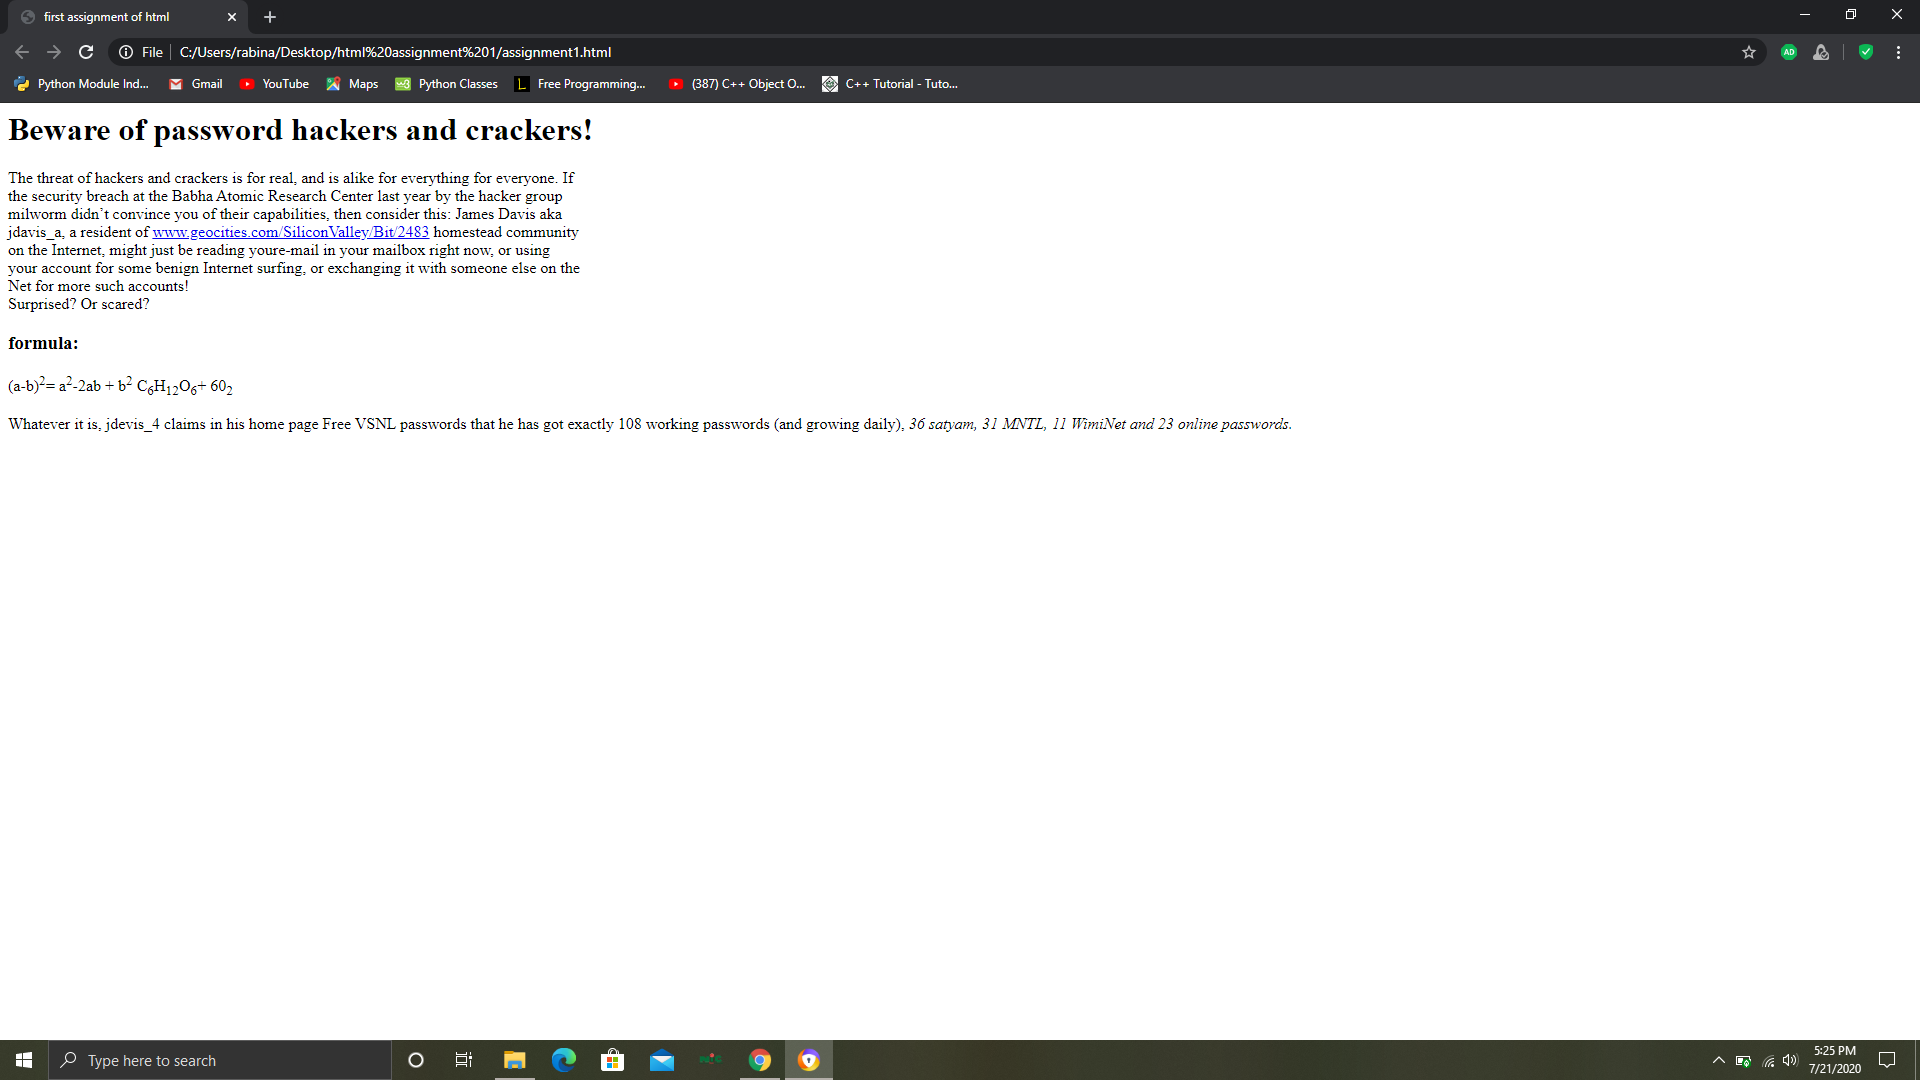 first assignment of html
File C:/Users/rabina/Desktop/html%20assignment%201/assignment1.html
AD
Python Module Ind... Gmail YouTube Maps Python Classes Free Programming... (387) C++ Object O... C++ Tutorial - Tuto...
Beware of password hackers and crackers!
The threat of hackers and crackers is for real, and is alike for everything for everyone. If
the security breach at the Babha Atomic Research Center last year by the hacker group
milworm didn’t convince you of their capabilities, then consider this: James Davis aka
jdavis_a, a resident of www.geocities.com/SiliconValley/Bit/2483 homestead community
on the Internet, might just be reading youre-mail in your mailbox right now, or using
your account for some benign Internet surfing, or exchanging it with someone else on the
Net for more such accounts!
Surprised? Or scared?
formula:
(a-b)²= a²-2ab + b² C₆H₁₂O₆+ 60₂
Whatever it is, jdevis_4 claims in his home page Free VSNL passwords that he has got exactly 108 working passwords (and growing daily), 36 satyam, 31 MNTL, 11 WimiNet and 23 online passwords.
Type here to search
5:25 PM
7/21/2020